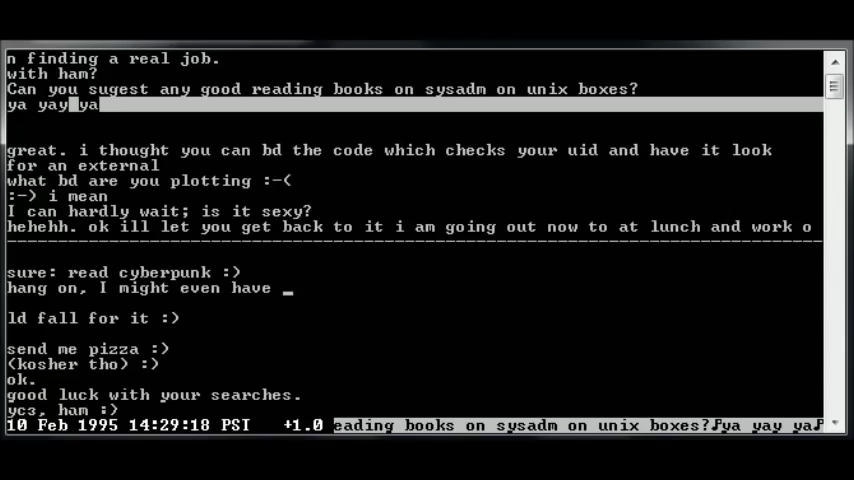 n finding a real job.
with ham?
Can you sugest any good reading books on sysadm on unix boxes?
ya yay ya
great. i thought you can bd the code which checks your uid and have it look
for an external
what bd are you plotting :-(
:-) i mean
I can hardly wait; is it sexy?
hehehh. ok ill let you get back to it i am going out now to at lunch and work o
--------------------------------------------------------------------------------
sure: read cyberpunk :)
hang on, I might even have _
ld fall for it :)
send me pizza :)
(kosher tho) :)
ok.
good luck with your searches.
усз, ham :)
10 Feb 1995 14:29:18 PSI +1.0 eading books on sysadm on unix boxes?♪ya yay ya♪